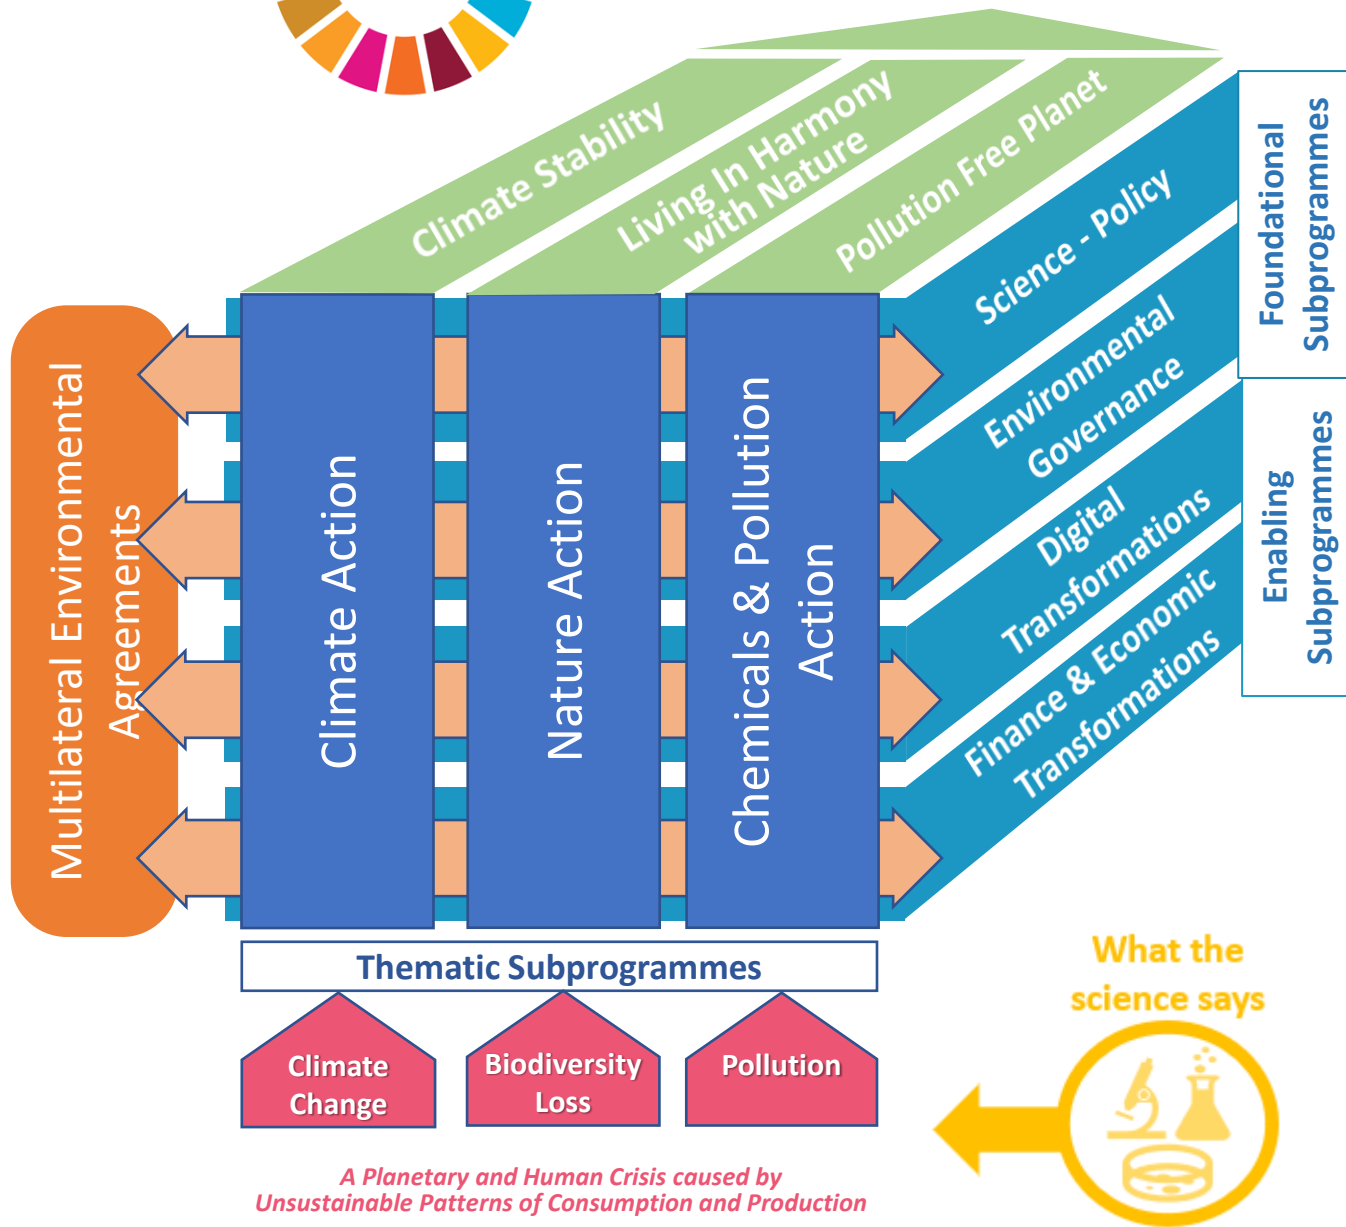 Climate Stability
Living In Harmony
with Nature
Pollution Free Planet
Science - Policy
Environmental
Governance
Digital
Transformations
Finance & Economic
Transformations
Foundational
Subprogrammes
Enabling
Subprogrammes
Multilateral Environmental
Agreements
Climate Action
Nature Action
Chemicals & Pollution
Action
Thematic Subprogrammes
Climate
Change
Biodiversity
Loss
Pollution
What the
science says
A Planetary and Human Crisis caused by
Unsustainable Patterns of Consumption and Production